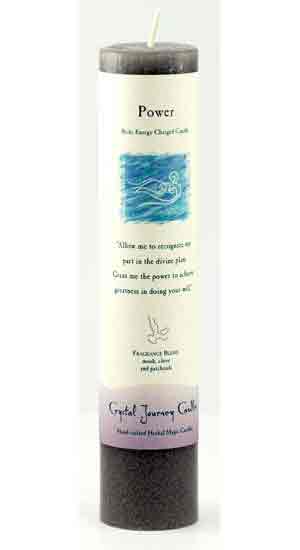 Power
Reiki Energy Charged Candle
"Allow me to recognize my
part in the divine plan
Grant me the power to achieve
greatness in doing your will."
FRAGRANCE BLEND
musk, clove
and patchouli
Crystal Journey Candles
Hand-crafted Herbal Magic Candles